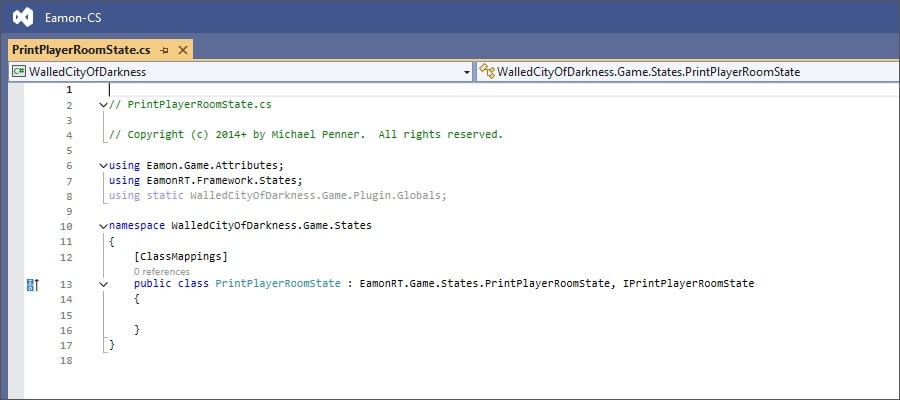 Eamon-CS
PrintPlayerRoomState.cs
C# WalledCityOfDarkness WalledCityOfDarkness.Game.States.PrintPlayerRoomState
1
2 // PrintPlayerRoomState.cs
3
4 // Copyright (c) 2014+ by Michael Penner.  All rights reserved.
5
6 using Eamon.Game.Attributes;
7 using EamonRT.Framework.States;
8 using static WalledCityOfDarkness.Game.Plugin.Globals;
9
10 namespace WalledCityOfDarkness.Game.States
11 {
12     [ClassMappings]
0 references
13     public class PrintPlayerRoomState : EamonRT.Game.States.PrintPlayerRoomState, IPrintPlayerRoomState
14     {
15
16     }
17 }
18